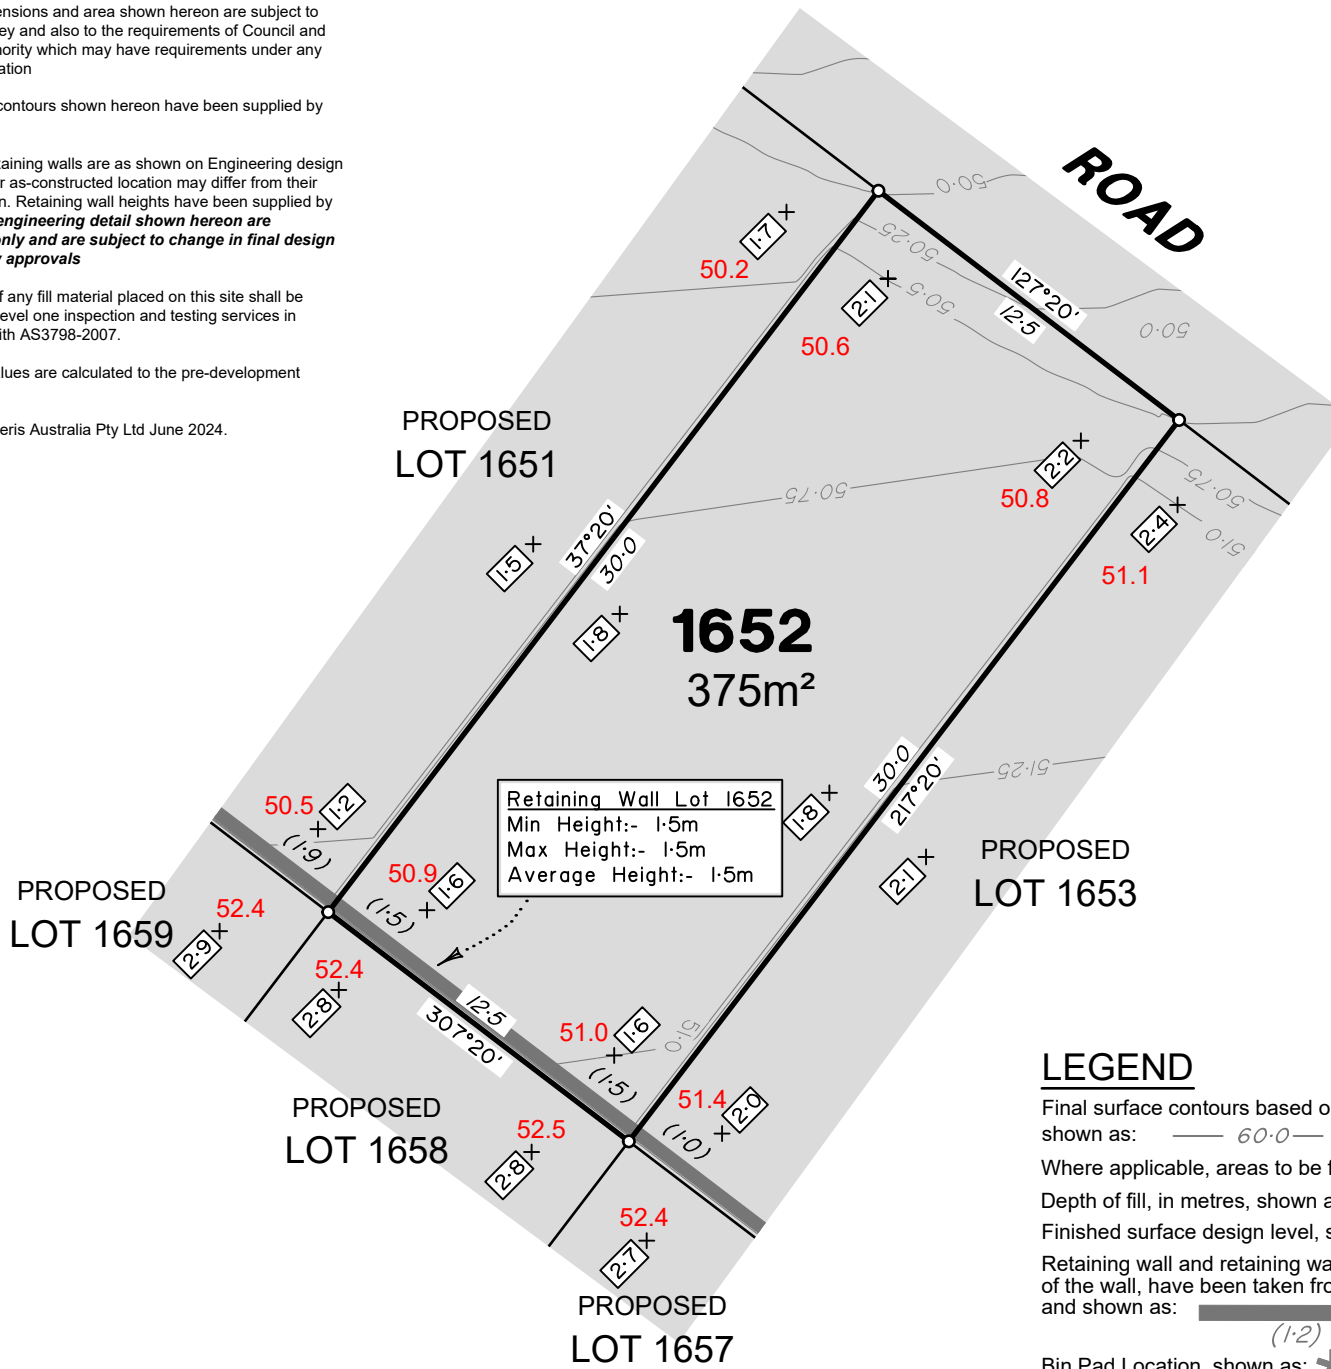 ensions and area shown hereon are subject to
ey and also to the requirements of Council and
hority which may have requirements under any
ation
contours shown hereon have been supplied by
taining walls are as shown on Engineering design
r as-constructed location may differ from their
n. Retaining wall heights have been supplied by
engineering detail shown hereon are
only and are subject to change in final design
y approvals
f any fill material placed on this site shall be
evel one inspection and testing services in
ith AS3798-2007.
lues are calculated to the pre-development
eris Australia Pty Ltd June 2024.
ROAD
50·0
1·7
50.2
50·25
2·1
50·5
127°20'
12·5
50·0
50.6
PROPOSED
LOT 1651
2·2
50·75
50.8
50·75
2·4
51·0
51.1
37°20'
30·0
1·5
1·8
1652
375m²
30·0
217°20'
51·25
Retaining Wall Lot 1652
Min Height:- 1·5m
Max Height:- 1·5m
Average Height:- 1·5m
1·8
50.5
1·2
(1·9)
50.9
1·6
(1·5)
2·1
PROPOSED
LOT 1653
PROPOSED
LOT 1659
52.4
2·9
52.4
2·8
12·5
307°20'
51.0
1·6
51·0
(1·5)
51.4
2·0
(1·0)
PROPOSED
LOT 1658
52.5
2·8
52.4
2·7
PROPOSED
LOT 1657
LEGEND
Final surface contours based o
shown as: 60·0
Where applicable, areas to be f
Depth of fill, in metres, shown a
Finished surface design level, s
Retaining wall and retaining wa
of the wall, have been taken fro
and shown as:
(1·2)
Bin Pad Location, shown as: